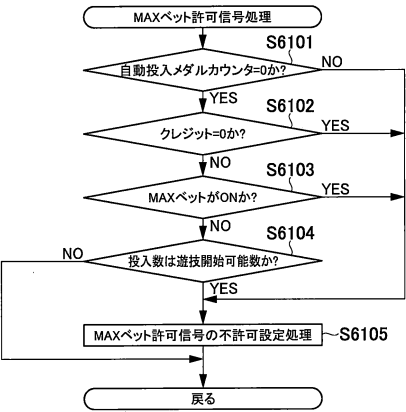 MAXベット許可信号処理
S6101
自動投入メダルカウンタ=0か?
NO
YES
S6102
クレジット=0か?
YES
NO
S6103
MAXベットがONか?
YES
NO
S6104
NO
投入数は遊技開始可能数か?
YES
MAXベット許可信号の不許可設定処理
S6105
戻る